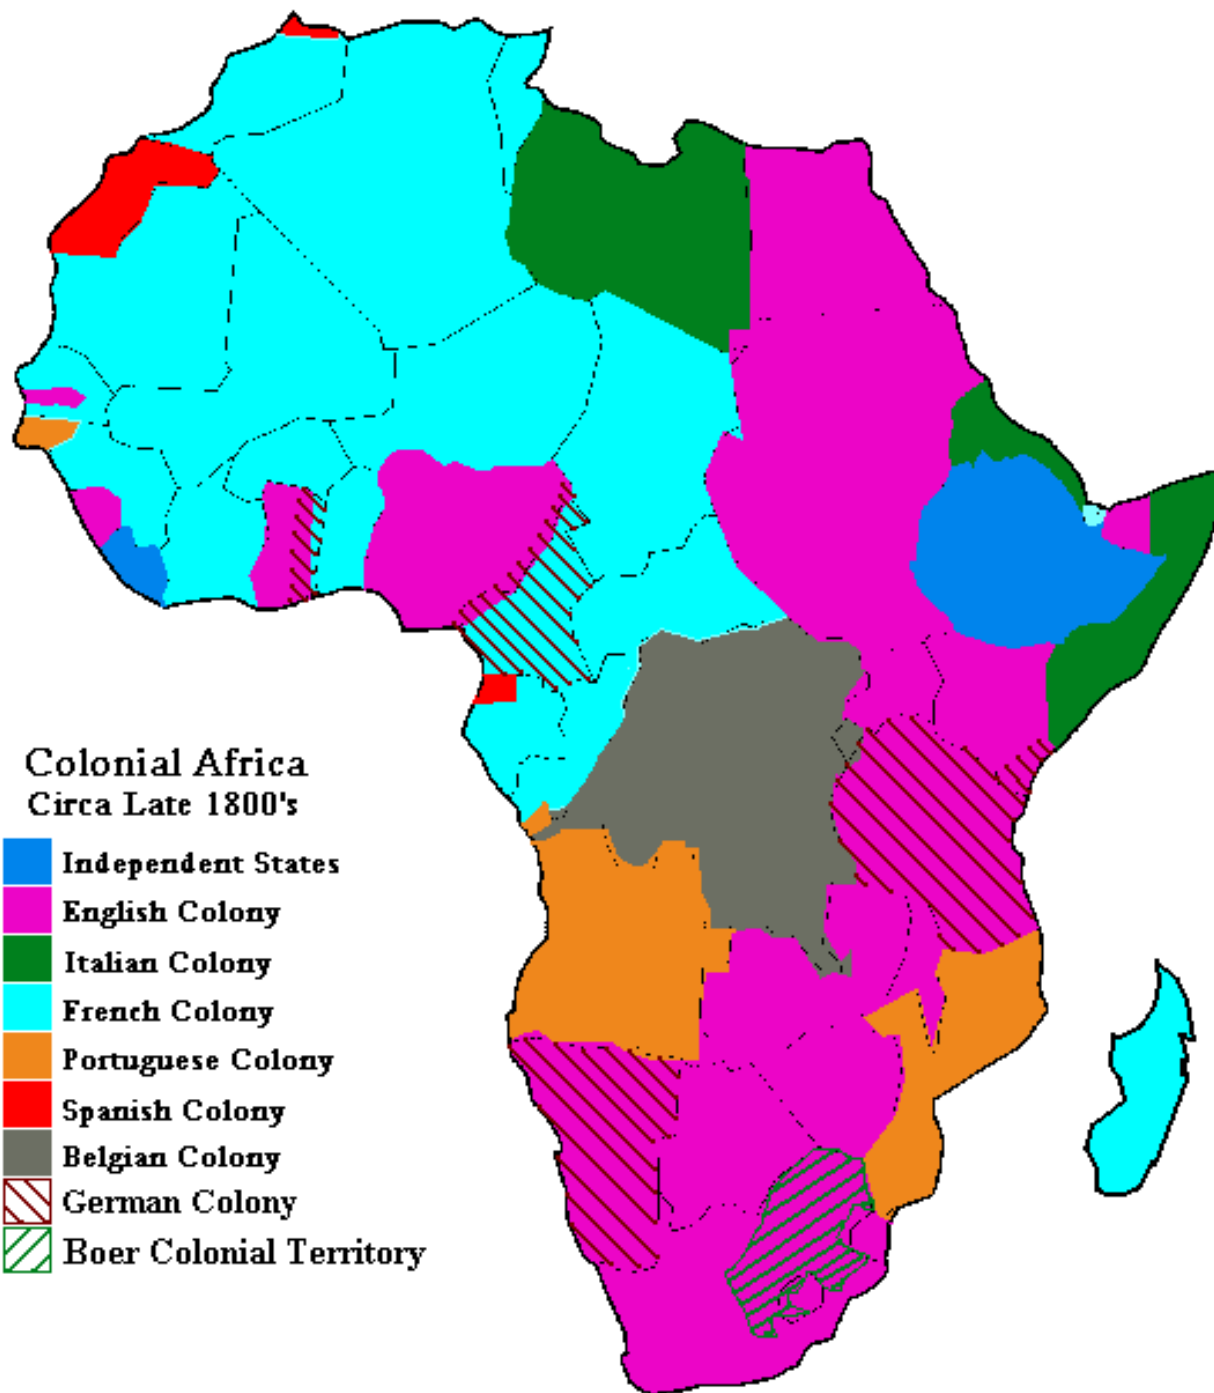 Colonial Africa
Circa Late 1800's
Independent States
English Colony
Italian Colony
French Colony
Portuguese Colony
Spanish Colony
Belgian Colony
German Colony
Boer Colonial Territory